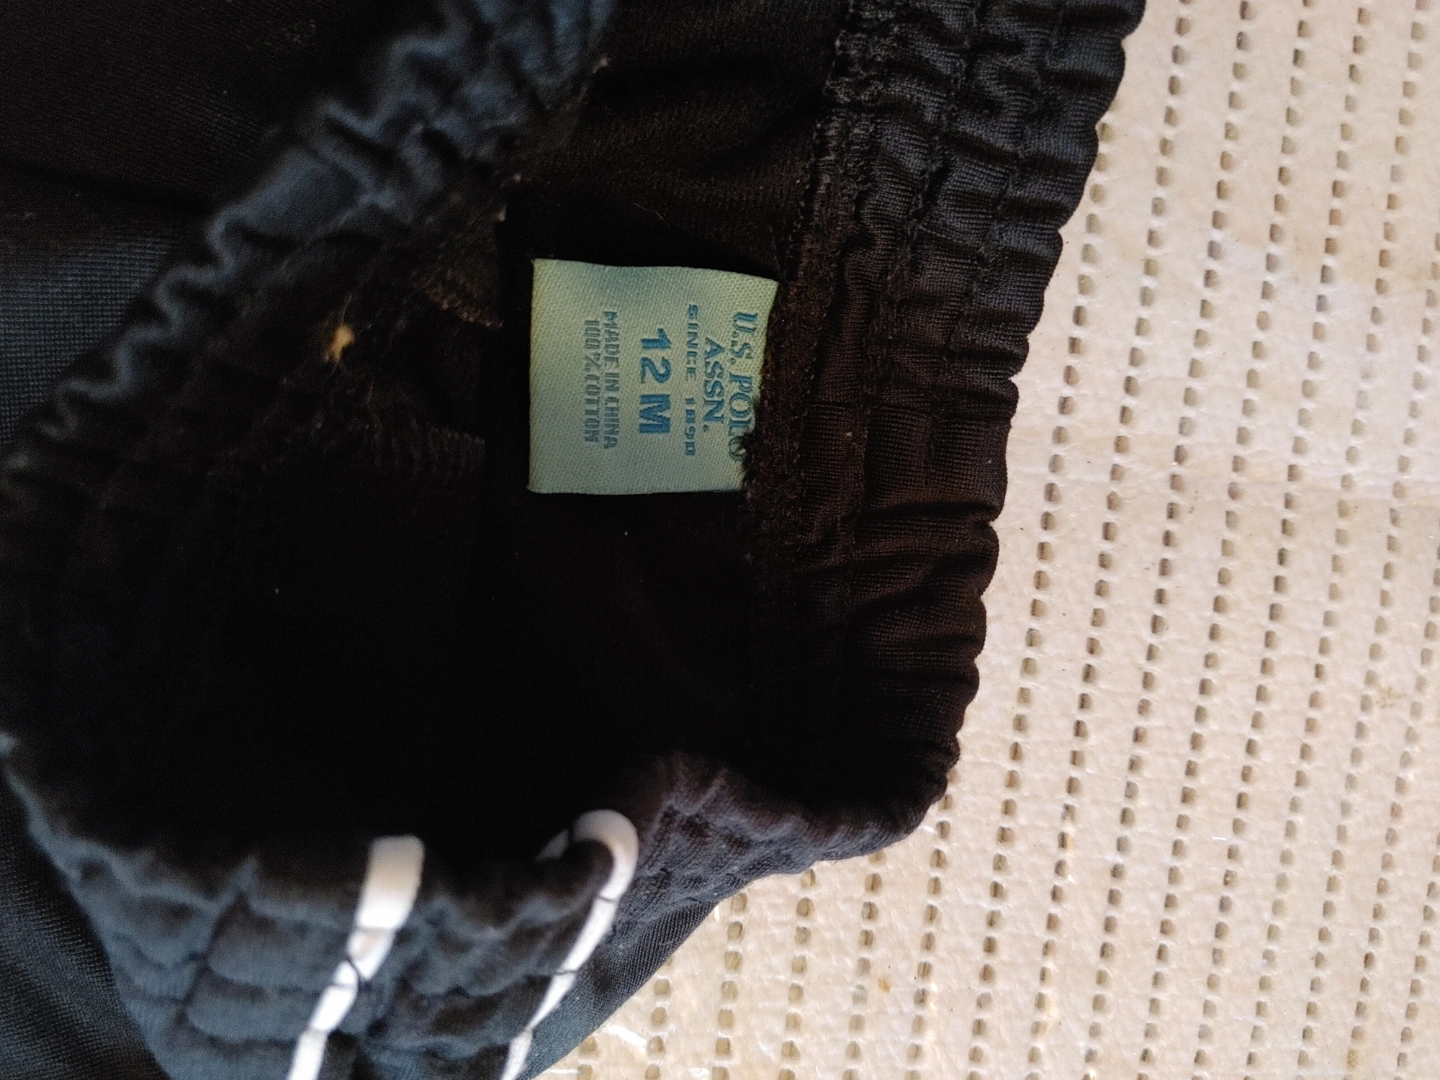 U.S. POLO
ASSN.
SINCE 1890
12 M
MADE IN CHINA
100% COTTON